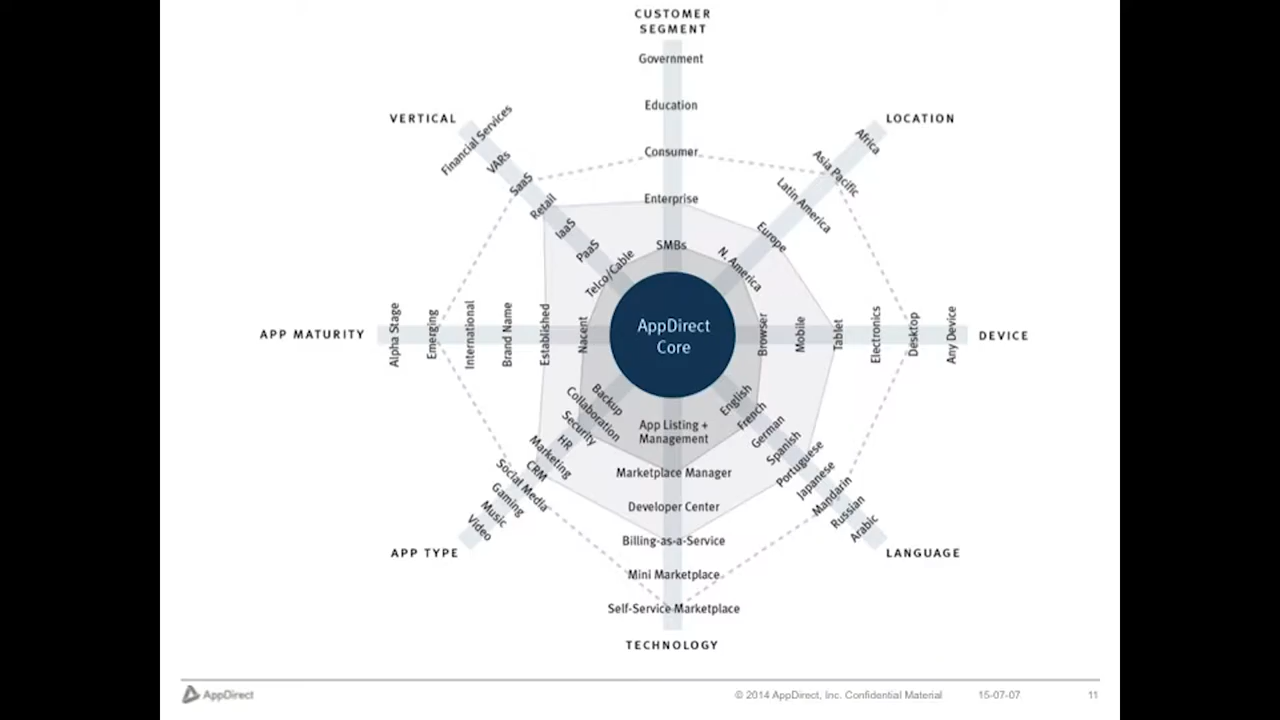 CUSTOMER
SEGMENT
Government
Education
Consumer
Enterprise
SMBs
LOCATION
Africa
Asia Pacific
Latin America
Europe
N. America
DEVICE
Browser
Mobile
Tablet
Electronics
Desktop
Any Device
LANGUAGE
English
French
German
Spanish
Portuguese
Japanese
Mandarin
Russian
Arabic
TECHNOLOGY
App Listing +
Management
Marketplace Manager
Developer Center
Billing-as-a-Service
Mini Marketplace
Self-Service Marketplace
APP TYPE
Backup
Collaboration
Security
HR
Marketing
CRM
Social Media
Gaming
Music
Video
APP MATURITY
Alpha Stage
Emerging
International
Brand Name
Established
Nacent
VERTICAL
Financial Services
VARs
SaaS
Retail
IaaS
PaaS
Telco/Cable
AppDirect
Core
AppDirect
© 2014 AppDirect, Inc. Confidential Material
15-07-07
11